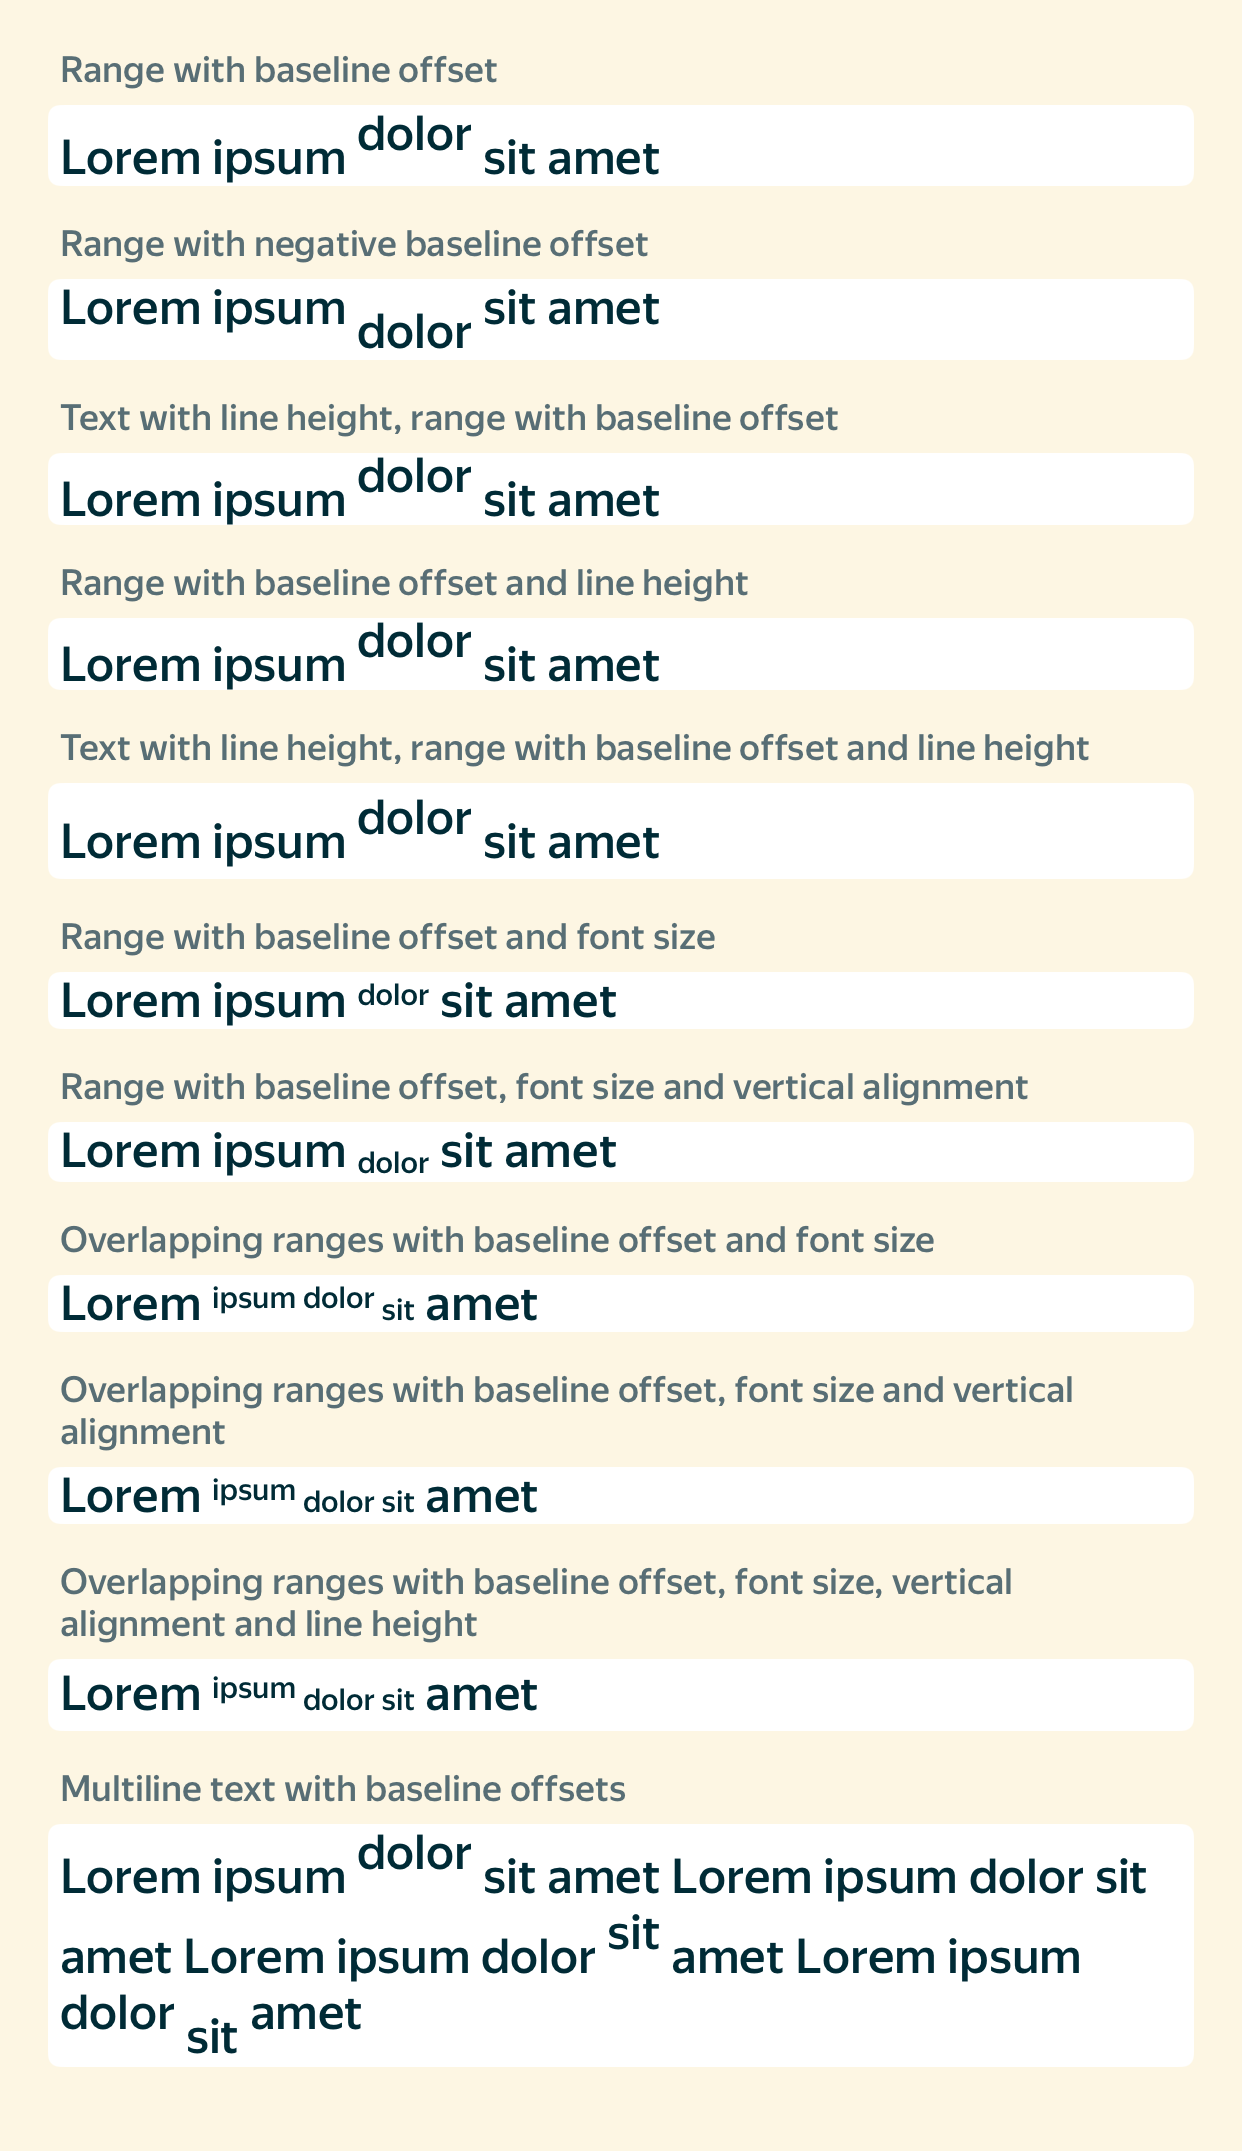 Range with baseline offset
Lorem ipsum dolor sit amet
Range with negative baseline offset
Lorem ipsum dolor sit amet
Text with line height, range with baseline offset
Lorem ipsum dolor sit amet
Range with baseline offset and line height
Lorem ipsum dolor sit amet
Text with line height, range with baseline offset and line height
Lorem ipsum dolor sit amet
Range with baseline offset and font size
Lorem ipsum dolor sit amet
Range with baseline offset, font size and vertical alignment
Lorem ipsum dolor sit amet
Overlapping ranges with baseline offset and font size
Lorem ipsum dolor sit amet
Overlapping ranges with baseline offset, font size and vertical
alignment
Lorem ipsum dolor sit amet
Overlapping ranges with baseline offset, font size, vertical
alignment and line height
Lorem ipsum dolor sit amet
Multiline text with baseline offsets
Lorem ipsum dolor sit amet Lorem ipsum dolor sit
amet Lorem ipsum dolor sit amet Lorem ipsum
dolor sit amet